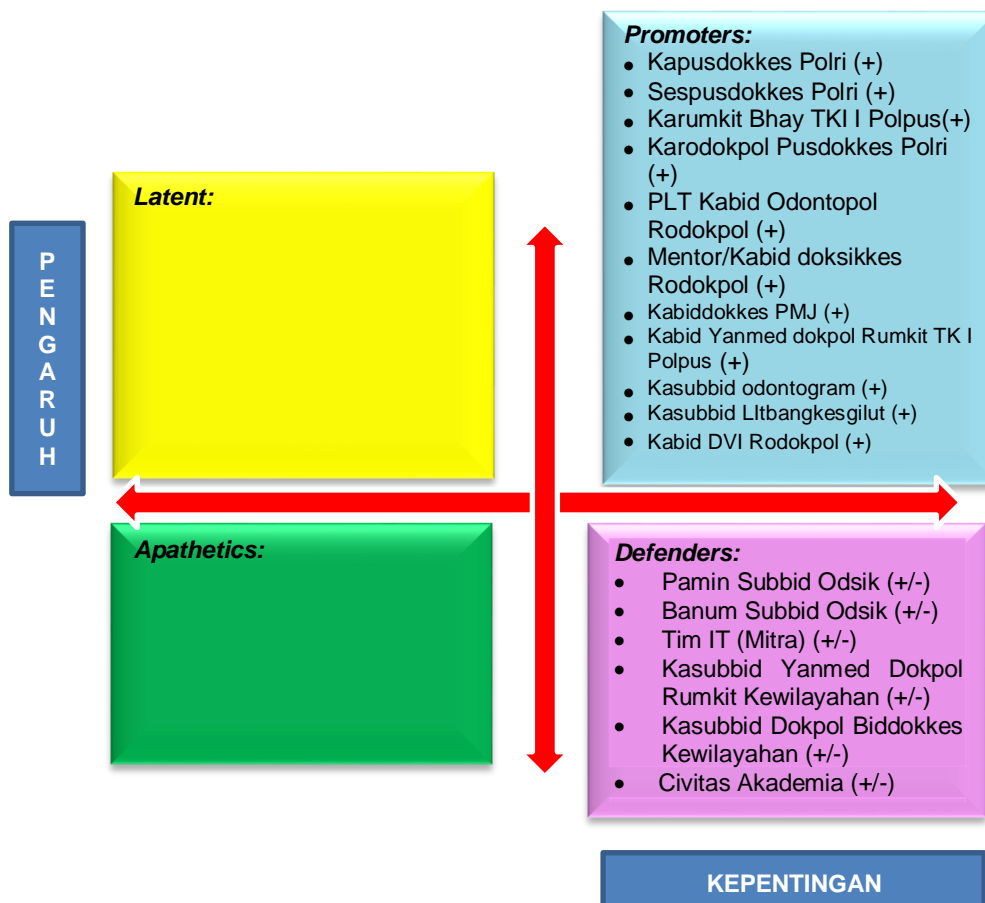 Promoters:
• Kapusdokkes Polri (+)
• Sespusdokkes Polri (+)
• Karumkit Bhay TKI I Polpus(+)
• Karodokpol Pusdokkes Polri
(+)
• PLT Kabid Odontopol
Rodokpol (+)
• Mentor/Kabid doksikkes
Rodokpol (+)
• Kabiddokkes PMJ (+)
• Kabid Yanmed dokpol Rumkit TK I
Polpus (+)
• Kasubbid odontogram (+)
• Kasubbid LItbangkesgilut (+)
• Kabid DVI Rodokpol (+)
Latent:
P
E
N
G
A
R
U
H
Apathetics:
Defenders:
• Pamin Subbid Odsik (+/-)
• Banum Subbid Odsik (+/-)
• Tim IT (Mitra) (+/-)
• Kasubbid Yanmed Dokpol
Rumkit Kewilayahan (+/-)
• Kasubbid Dokpol Biddokkes
Kewilayahan (+/-)
• Civitas Akademia (+/-)
KEPENTINGAN